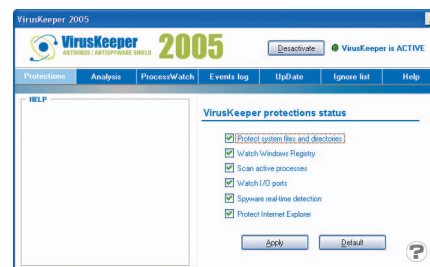 VirusKeeper 2005
VirusKeeper 2005
ANTIVIRUS | ANTISPYWARE SHIELD
Desactivate
VirusKeeper is ACTIVE
Protections Analysis ProcessWatch Events log UpDate Ignore list Help
HELP
VirusKeeper protections status
Protect system files and directories
Watch Windows Registry
Scan active processes
Watch I/O ports
Spyware real-time detection
Protect Internet Explorer
Apply Default
?